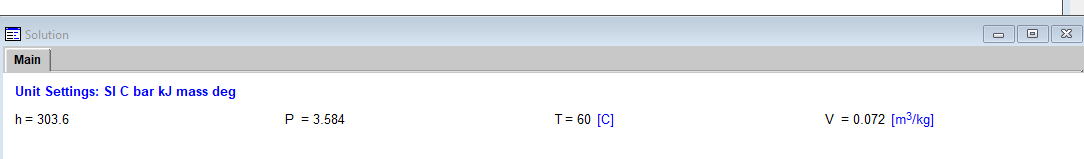 Solution
Main
Unit Settings: SI C bar kJ mass deg
h = 303.6 P = 3.584 T = 60 [C] V = 0.072 [m³/kg]